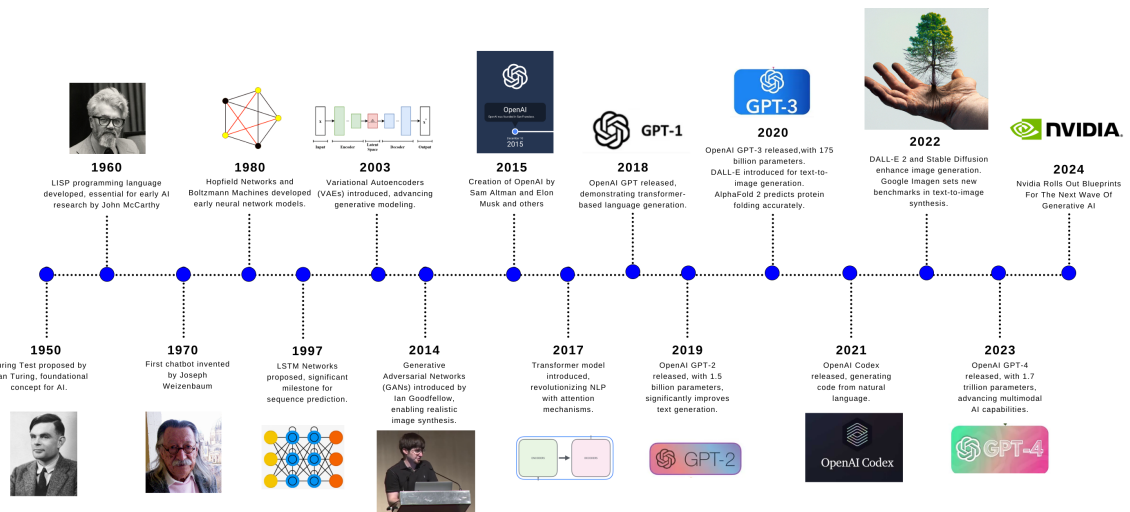 1960
LISP programming language
developed, essential for early AI
research by John McCarthy
1980
Hopfield Networks and
Boltzmann Machines developed
early neural network models.
Input
Encoder
Latent
Space
Decoder
Output
2003
Variational Autoencoders
(VAEs) introduced, advancing
generative modeling.
OpenAI
2015
2015
Creation of OpenAI by
Sam Altman and Elon
Musk and others
GPT-1
2018
OpenAI GPT released,
demonstrating transformer-
based language generation.
GPT-3
2020
OpenAI GPT-3 released,with 175
billion parameters.
DALL-E introduced for text-to-
image generation.
AlphaFold 2 predicts protein
folding accurately.
2022
DALL-E 2 and Stable Diffusion
enhance image generation.
Google Imagen sets new
benchmarks in text-to-image
synthesis.
NVIDIA.
2024
Nvidia Rolls Out Blueprints
For The Next Wave Of
Generative AI
1950
uring Test proposed by
an Turing, foundational
concept for AI.
1970
First chatbot invented
by Joseph
Weizenbaum
1997
LSTM Networks
proposed, significant
milestone for
sequence prediction.
2014
Generative
Adversarial Networks
(GANs) introduced by
Ian Goodfellow,
enabling realistic
image synthesis.
2017
Transformer model
introduced,
revolutionizing NLP
with attention
mechanisms.
2019
OpenAI GPT-2
released, with 1.5
billion parameters,
significantly improves
text generation.
GPT-2
2021
OpenAI Codex
released, generating
code from natural
language.
OpenAI Codex
2023
OpenAI GPT-4
released, with 1.7
trillion parameters,
advancing multimodal
AI capabilities.
GPT-4